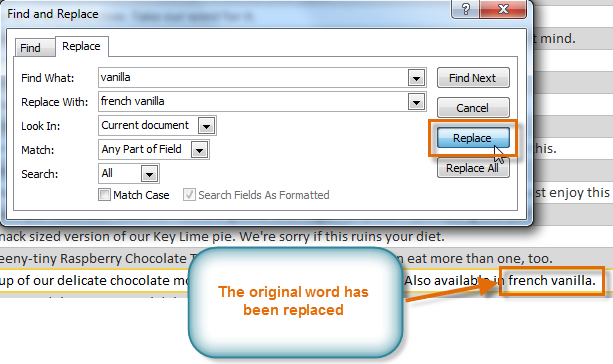 rous. Take our word for it.
Find and Replace
?
Find
Replace
t mind.
Find What:
vanilla
Find Next
Replace With:
french vanilla
Cancel
Look In:
Current document
Replace
Match:
Any Part of Field
this.
Search:
All
Replace All
Match Case
Search Fields As Formatted
st enjoy this
nack sized version of our Key Lime pie. We're sorry if this ruins your diet.
eeny-tiny Raspberry Chocolate T n eat more than one, too.
up of our delicate chocolate mo Also available in french vanilla.
The original word has
been replaced